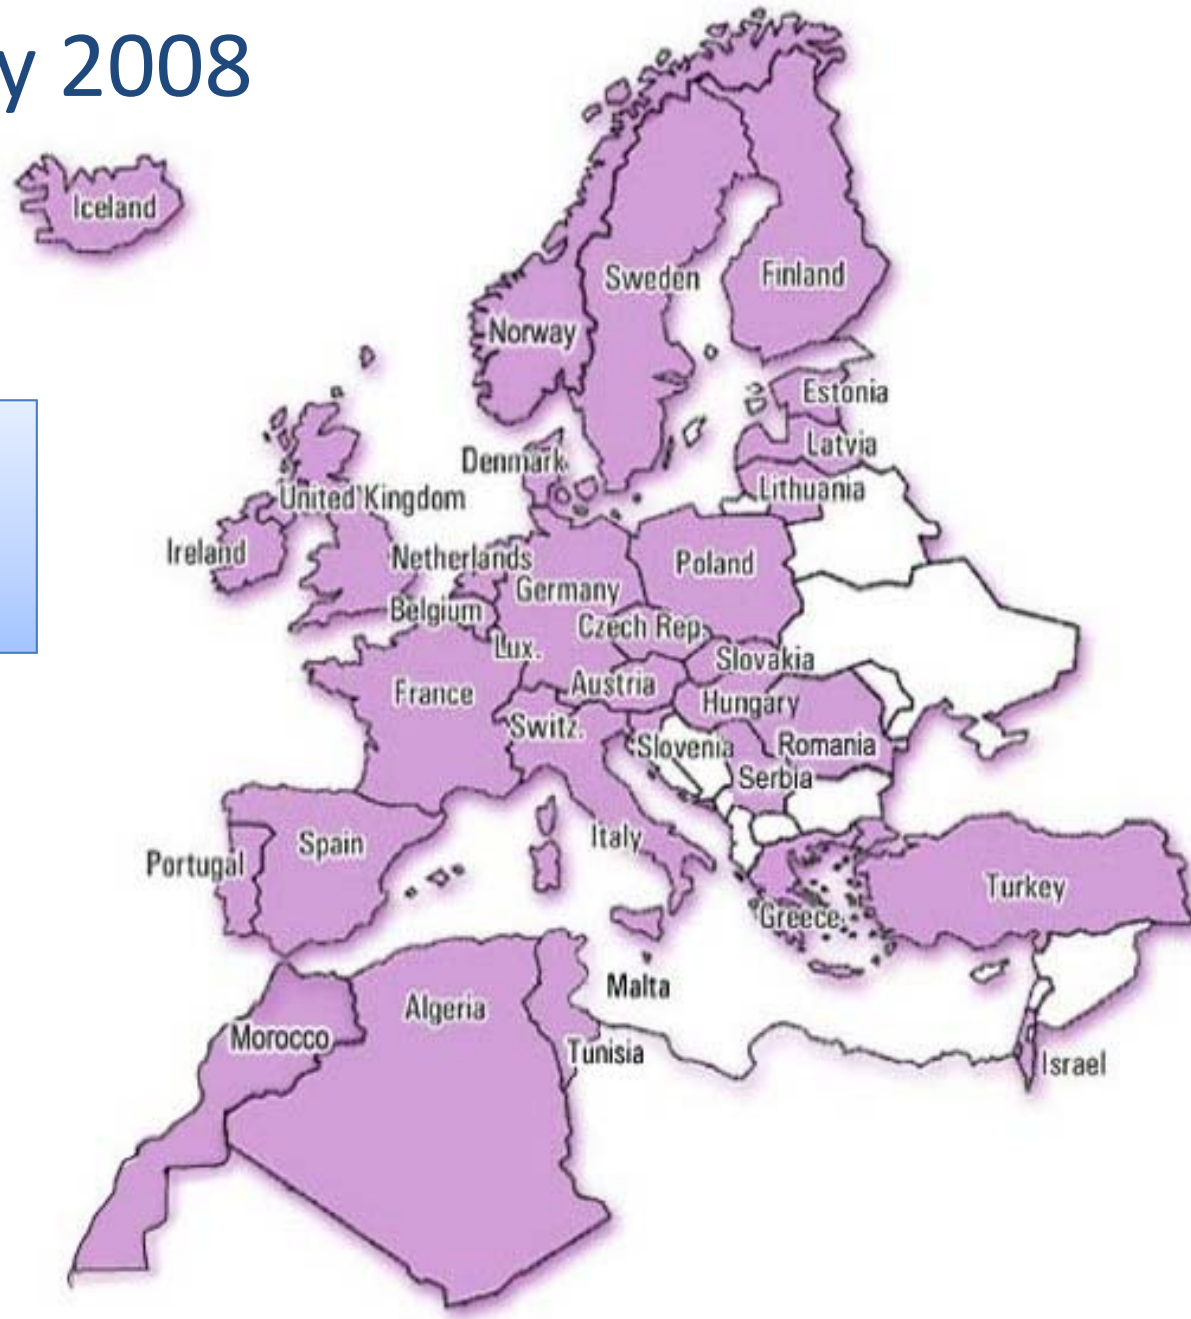 y 2008
Iceland
Sweden
Finland
Norway
Estonia
Latvia
Denmark
Lithuania
United Kingdom
Ireland
Netherlands
Poland
Germany
Belgium
Czech Rep.
Lux.
Slovakia
Austria
France
Hungary
Switz.
Slovenia
Romania
Serbia
Italy
Spain
Portugal
Turkey
Greece
Malta
Algeria
Morocco
Tunisia
Israel